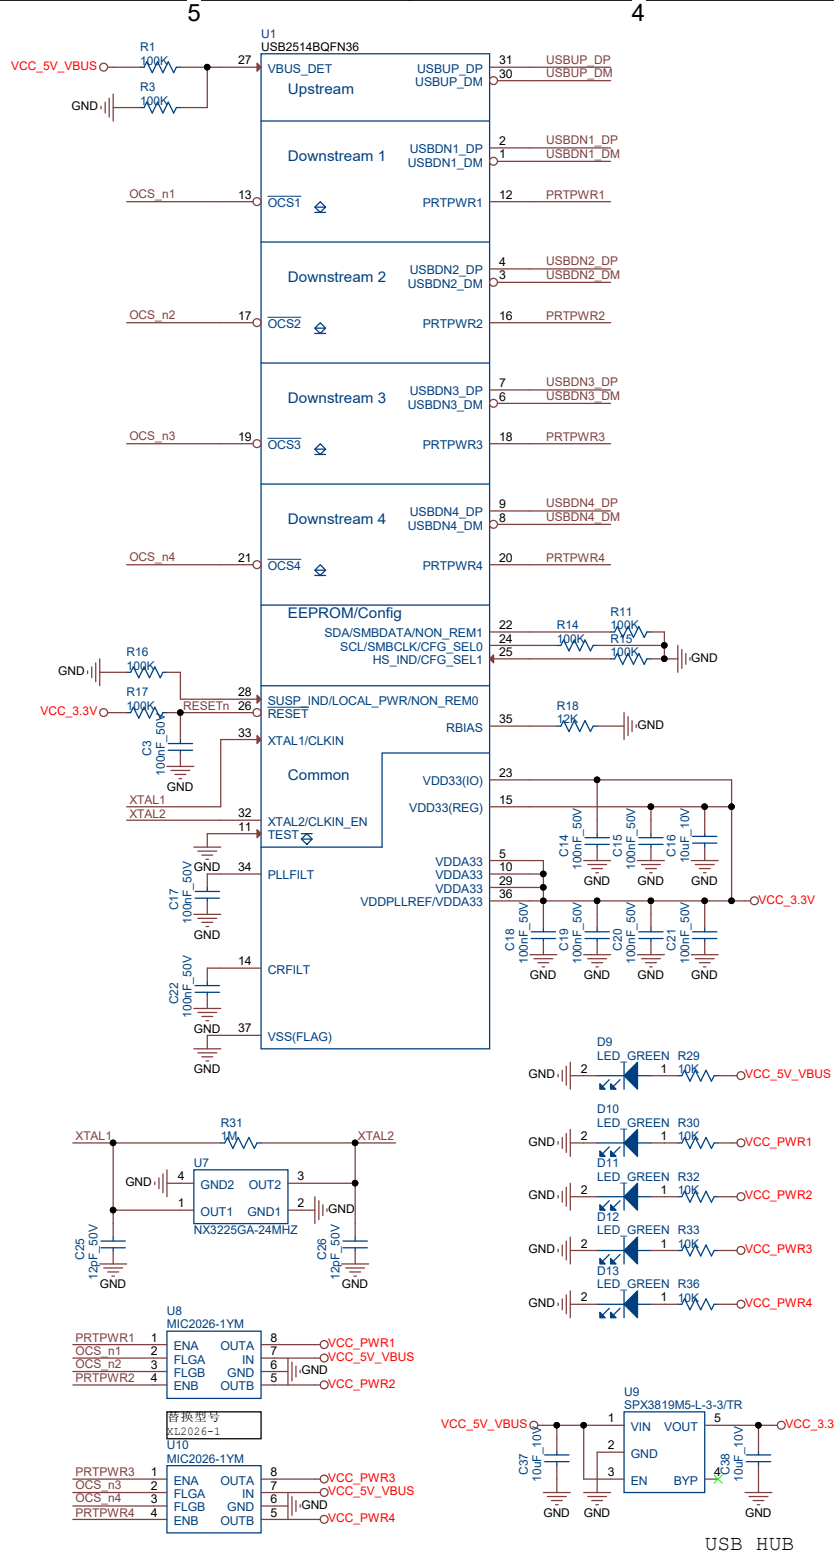 5
4
U1
USB2514BQFN36
VCC_5V_VBUS
R1
100K
27
VBUS_DET
USBUP_DP
31
USBUP_DP
USBUP_DM
30
USBUP_DM
GND
R3
100K
Upstream
Downstream 1
USBDN1_DP
2
USBDN1_DP
USBDN1_DM
1
USBDN1_DM
OCS_n1
13
OCS1
PRTPWR1
12
PRTPWR1
Downstream 2
USBDN2_DP
4
USBDN2_DP
USBDN2_DM
3
USBDN2_DM
OCS_n2
17
OCS2
PRTPWR2
16
PRTPWR2
Downstream 3
USBDN3_DP
7
USBDN3_DP
USBDN3_DM
6
USBDN3_DM
OCS_n3
19
OCS3
PRTPWR3
18
PRTPWR3
Downstream 4
USBDN4_DP
9
USBDN4_DP
USBDN4_DM
8
USBDN4_DM
OCS_n4
21
OCS4
PRTPWR4
20
PRTPWR4
EEPROM/Config
SDA/SMBDATA/NON_REM1
22
R11
100K
SCL/SMBCLK/CFG_SEL0
24
R14
100K
HS_IND/CFG_SEL1
25
R15
100K
GND
GND
R16
100K
28
SUSP_IND/LOCAL_PWR/NON_REM0
VCC_3.3V
R17
100K
RESETn
26
RESET
C3
100nF_50V
GND
RBIAS
35
R18
12K
GND
33
XTAL1/CLKIN
Common
XTAL1
XTAL2
32
XTAL2/CLKIN_EN
11
TEST
GND
VDD33(IO)
23
VDD33(REG)
15
C14
100nF_50V
GND
C15
100nF_50V
GND
C16
10uF_10V
GND
34
PLLFILT
C17
100nF_50V
GND
VDDA33
5
VDDA33
10
VDDA33
29
VDDPLLREF/VDDA33
36
VCC_3.3V
C18
100nF_50V
GND
C19
100nF_50V
GND
C20
100nF_50V
GND
C21
100nF_50V
GND
14
CRFILT
C22
100nF_50V
GND
37
VSS(FLAG)
GND
D9
LED_GREEN
GND
2
1
R29
10K
VCC_5V_VBUS
D10
LED_GREEN
GND
2
1
R30
10K
VCC_PWR1
D11
LED_GREEN
GND
2
1
R32
10K
VCC_PWR2
D12
LED_GREEN
GND
2
1
R33
10K
VCC_PWR3
D13
LED_GREEN
GND
2
1
R36
10K
VCC_PWR4
XTAL1
R31
1M
XTAL2
U7
GND
4
GND2
OUT2
3
1
OUT1
GND1
2
GND
NX3225GA-24MHZ
C25
12pF_50V
GND
C26
12pF_50V
GND
U8
MIC2026-1YM
PRTPWR1
1
ENA
OUTA
8
VCC_PWR1
OCS_n1
2
FLGA
IN
7
VCC_5V_VBUS
OCS_n2
3
FLGB
GND
6
GND
PRTPWR2
4
ENB
OUTB
5
VCC_PWR2
替换型号
XL2026-1
U10
MIC2026-1YM
PRTPWR3
1
ENA
OUTA
8
VCC_PWR3
OCS_n3
2
FLGA
IN
7
VCC_5V_VBUS
OCS_n4
3
FLGB
GND
6
GND
PRTPWR4
4
ENB
OUTB
5
VCC_PWR4
U9
SPX3819M5-L-3-3/TR
VCC_5V_VBUS
1
VIN
VOUT
5
VCC_3.3
2
GND
3
EN
BYP
4
C37
10uF_10V
GND
GND
C38
10uF_10V
GND
USB HUB